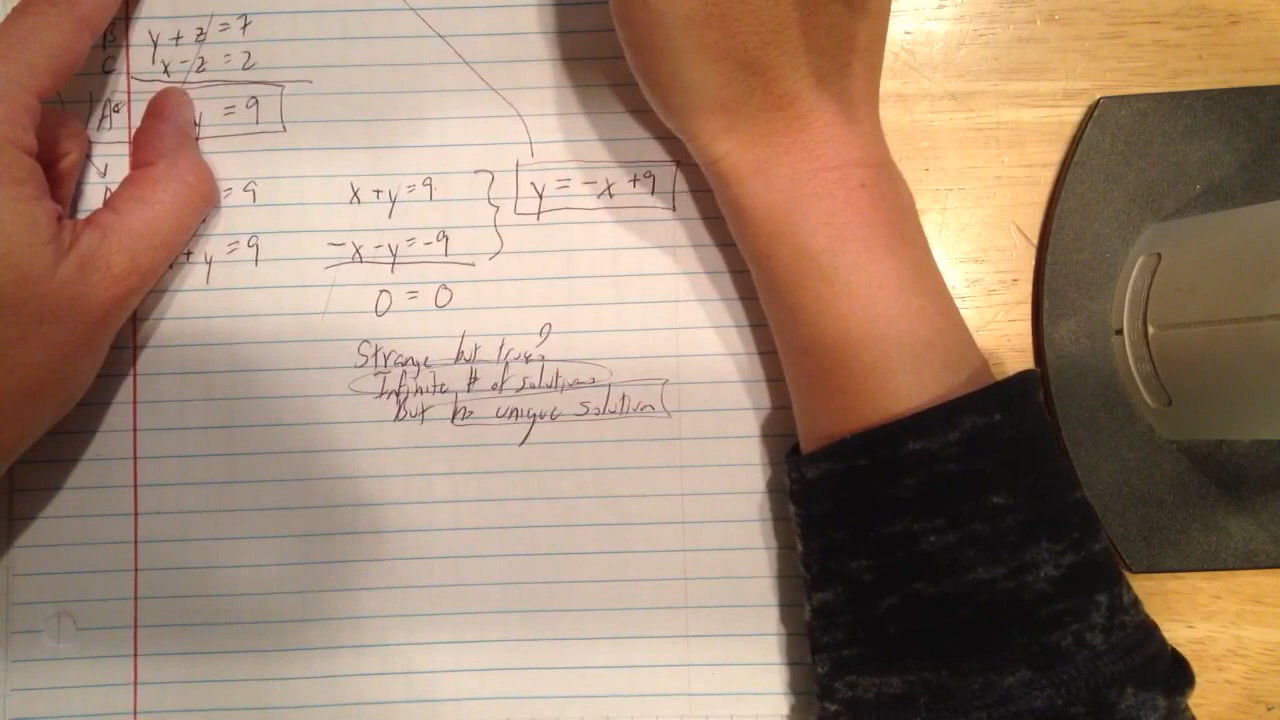 B y + z = 7
C x - z = 2
A* y = 9
= 9
+ y = 9
x + y = 9
-x - y = -9
0 = 0
y = -x + 9
Strange but true?
Infinite # of solutions
But no unique solution